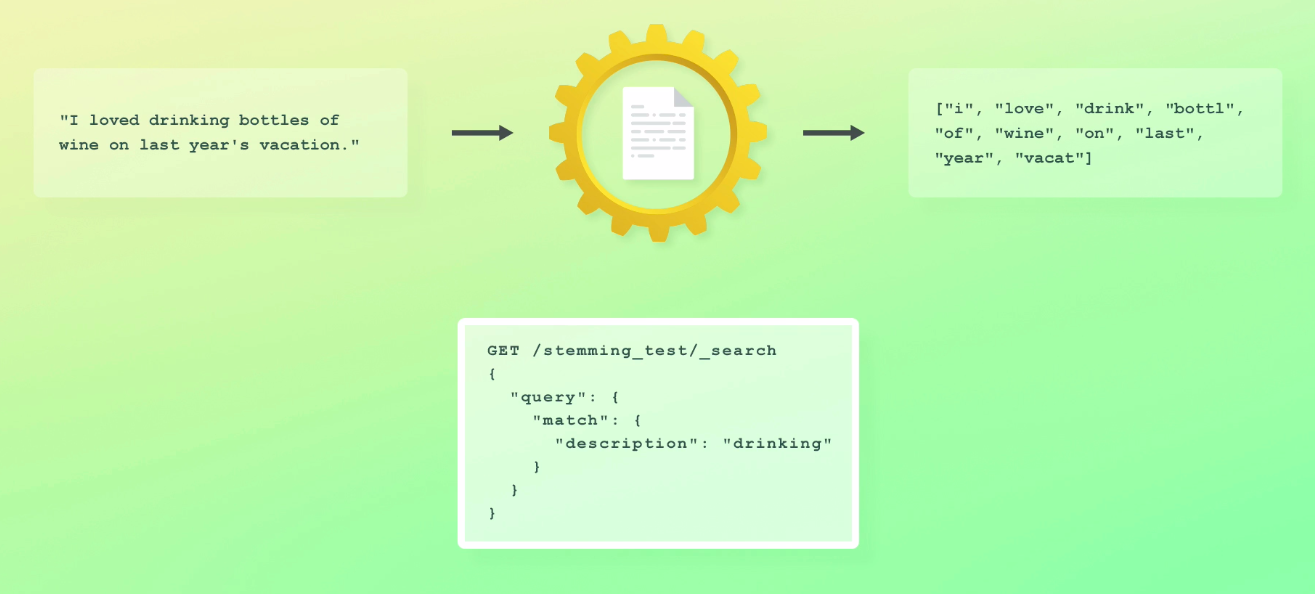 "I loved drinking bottles of
wine on last year's vacation."
["i", "love", "drink", "bottl",
"of", "wine", "on", "last",
"year", "vacat"]
GET /stemming_test/_search
{
  "query": {
    "match": {
      "description": "drinking"
    }
  }
}